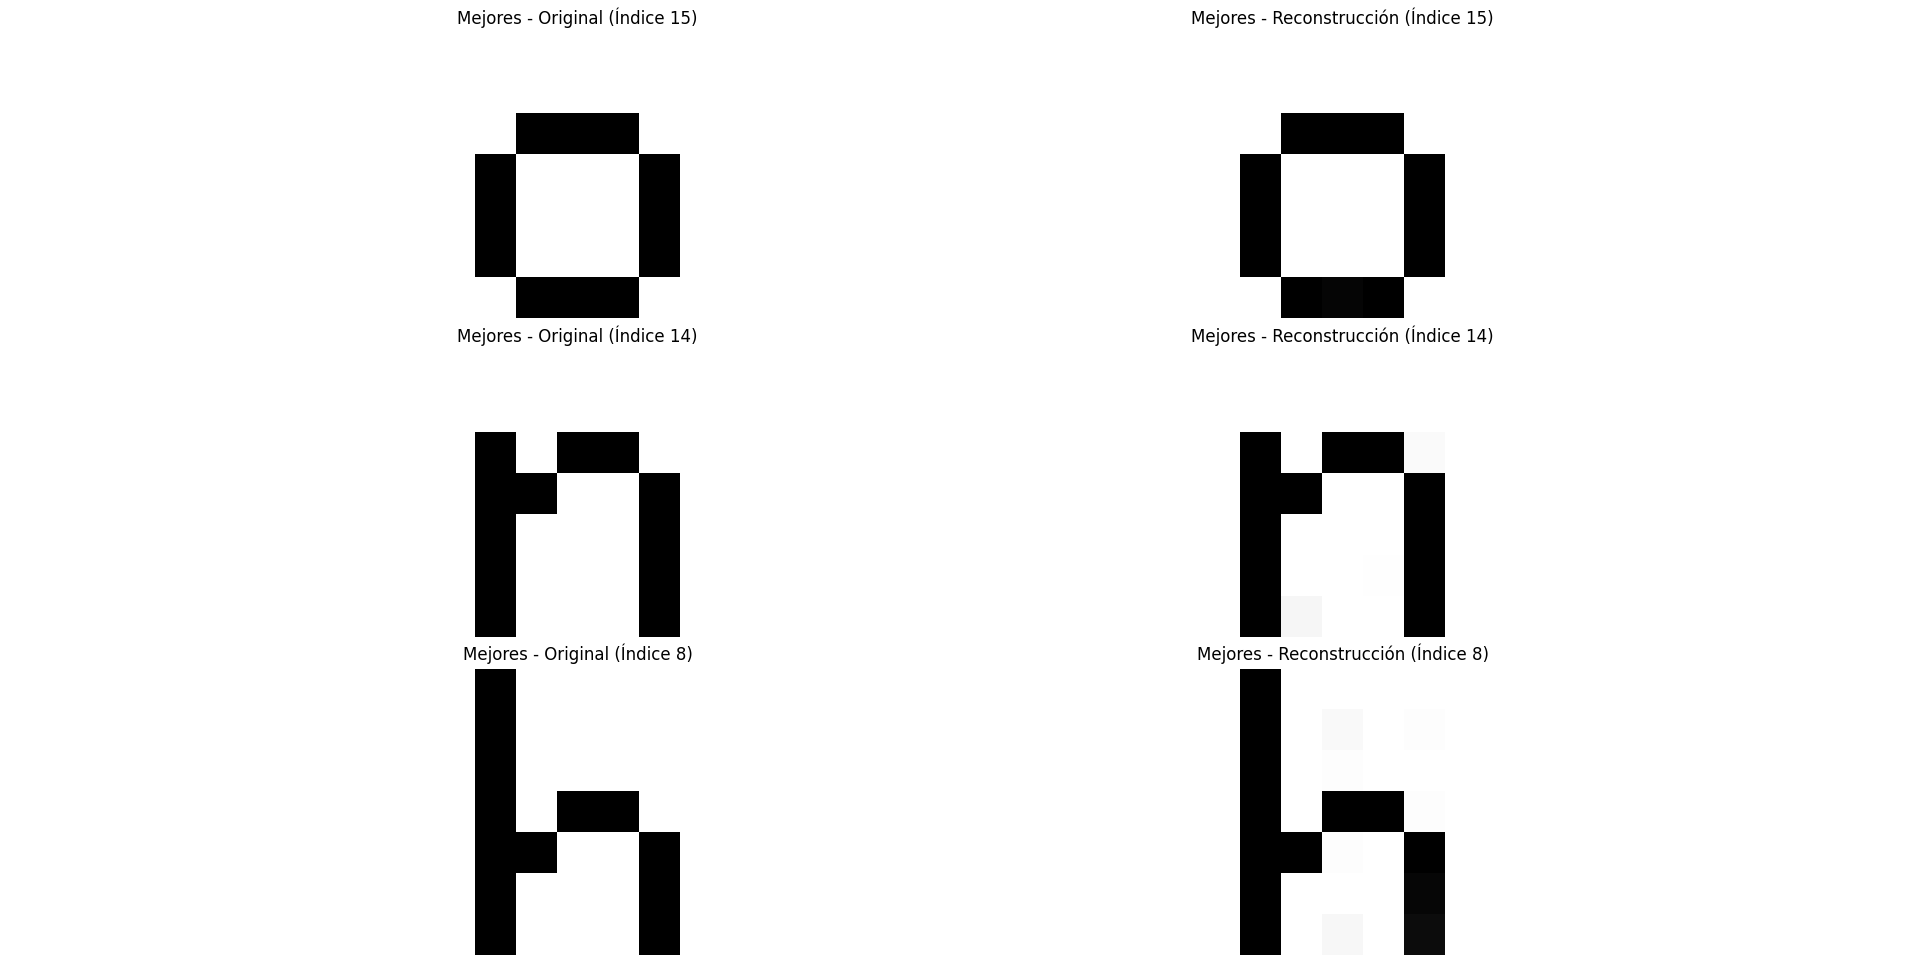 Mejores - Original (Índice 15)
Mejores - Reconstrucción (Índice 15)
o
o
Mejores - Original (Índice 14)
Mejores - Reconstrucción (Índice 14)
n
n
Mejores - Original (Índice 8)
Mejores - Reconstrucción (Índice 8)
h
h